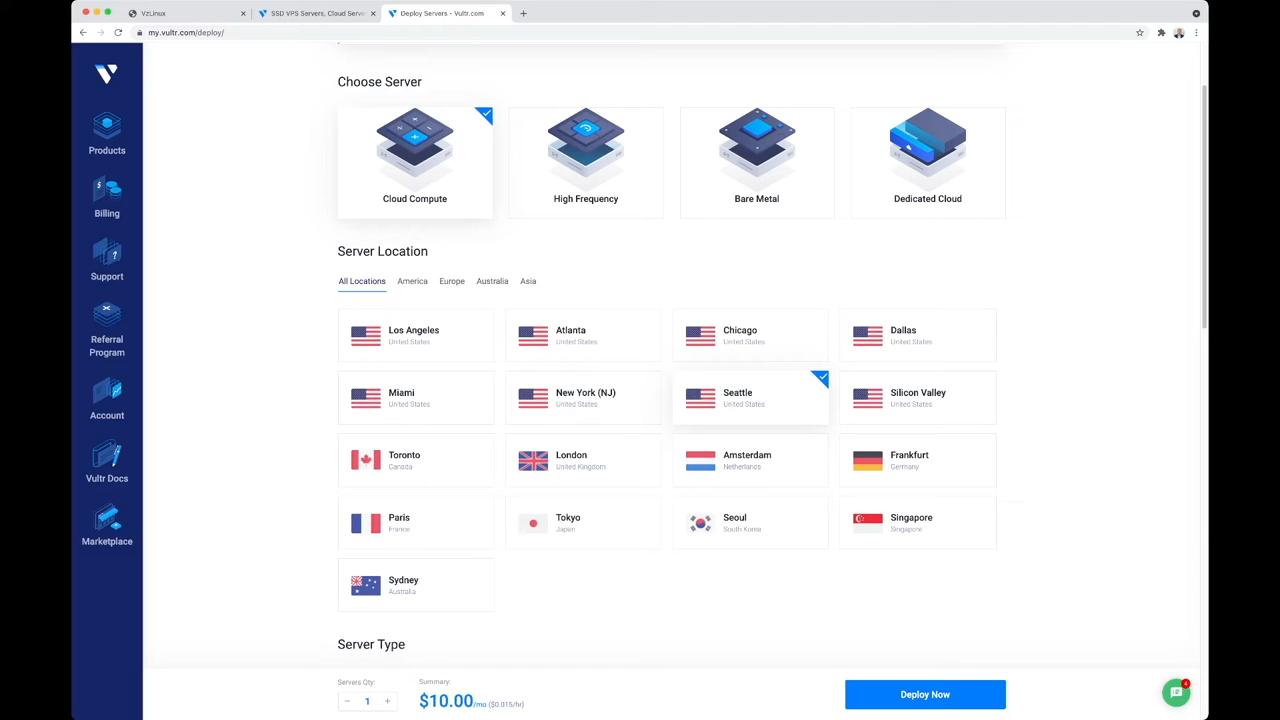 VzLinux
SSD VPS Servers, Cloud Serve
Deploy Servers - Vultr.com
my.vultr.com/deploy/
Choose Server
Cloud Compute
High Frequency
Bare Metal
Dedicated Cloud
Products
Billing
Support
Referral
Program
Account
Vultr Docs
Marketplace
Server Location
All Locations
America
Europe
Australia
Asia
Los Angeles
United States
Atlanta
United States
Chicago
United States
Dallas
United States
Miami
United States
New York (NJ)
United States
Seattle
United States
Silicon Valley
United States
Toronto
Canada
London
United Kingdom
Amsterdam
Netherlands
Frankfurt
Germany
Paris
France
Tokyo
Japan
Seoul
South Korea
Singapore
Singapore
Sydney
Australia
Server Type
Servers Qty:
1
Summary:
$10.00/mo ($0.015/hr)
Deploy Now
4